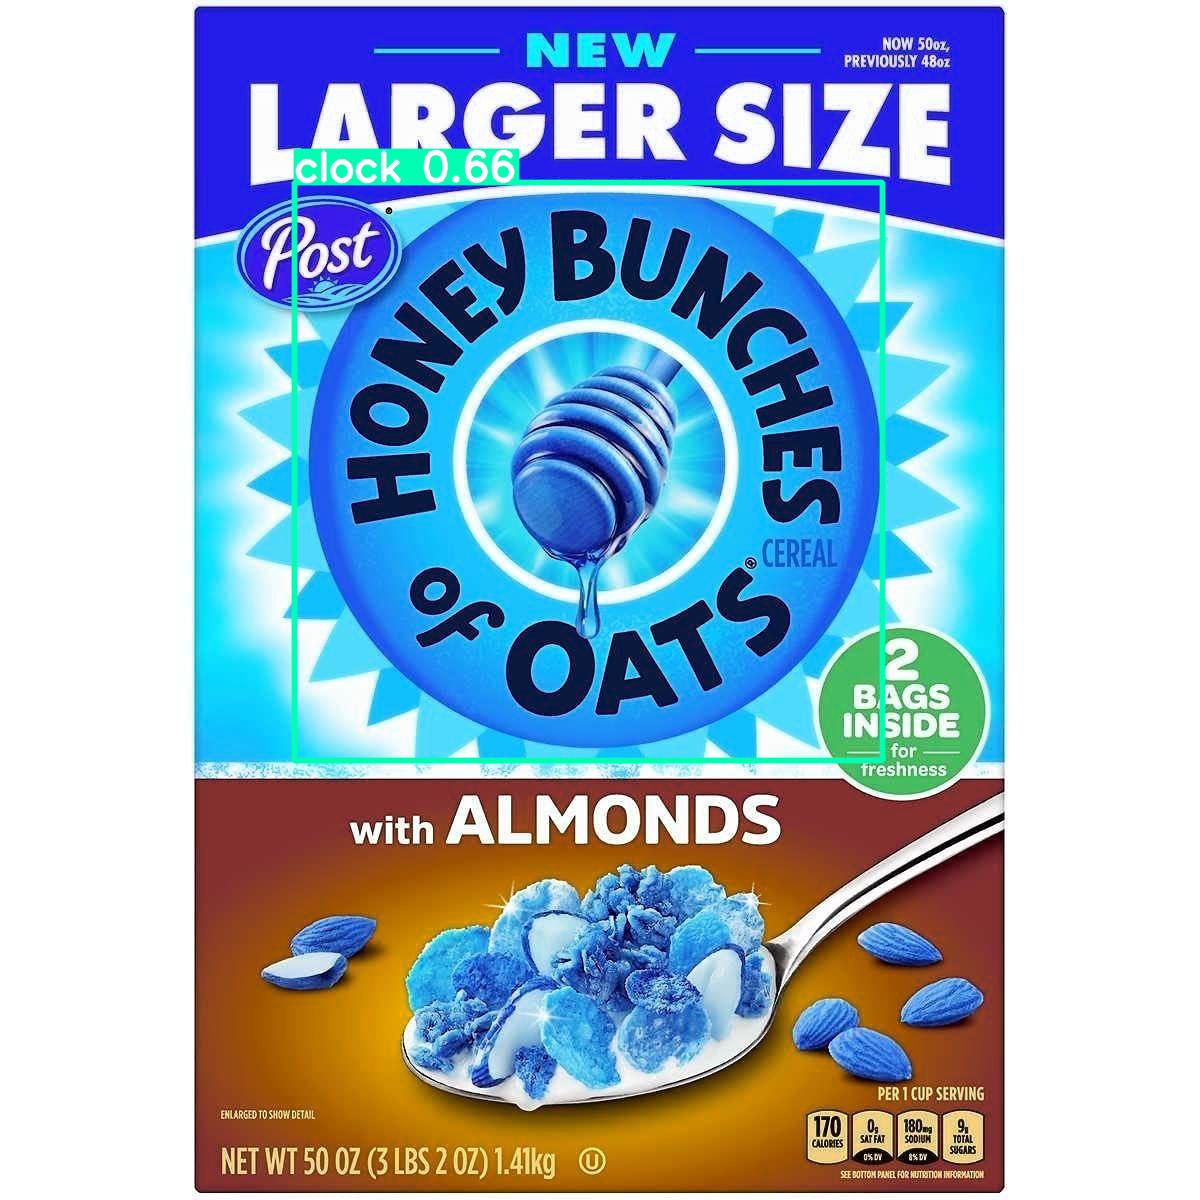 NEW
NOW 50oz,
PREVIOUSLY 48oz
LARGER SIZE
clock 0.66
Post
HONEY BUNCHES
of OATS®
CEREAL
2
BAGS
INSIDE
for
freshness
with ALMONDS
PER 1 CUP SERVING
ENLARGED TO SHOW DETAIL
170 CALORIES
0g SAT FAT 0% DV
180mg SODIUM 8% DV
9g TOTAL SUGARS
NET WT 50 OZ (3 LBS 2 OZ) 1.41kg U
SEE BOTTOM PANEL FOR NUTRITION INFORMATION